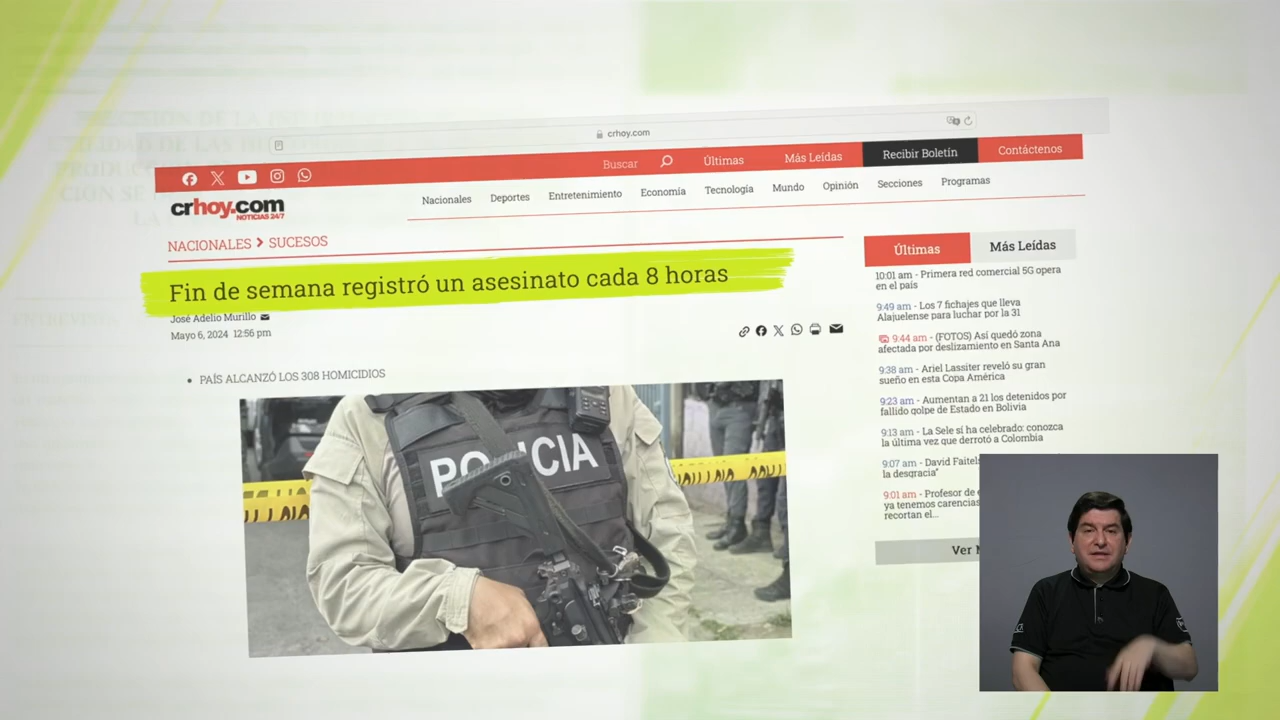 crhoy.com
Buscar
Últimas
Más Leídas
Recibir Boletín
Contáctenos
crhoy.com
NOTICIAS 24/7
Nacionales
Deportes
Entretenimiento
Economía
Tecnología
Mundo
Opinión
Secciones
Programas
NACIONALES > SUCESOS
Fin de semana registró un asesinato cada 8 horas
José Adelio Murillo
Mayo 6, 2024 12:56 pm
• PAÍS ALCANZÓ LOS 308 HOMICIDIOS
POLICIA
Últimas
Más Leídas
10:01 am - Primera red comercial 5G opera
en el país
9:49 am - Los 7 fichajes que lleva
Alajuelense para luchar por la 31
9:44 am - (FOTOS) Así quedó zona
afectada por deslizamiento en Santa Ana
9:38 am - Ariel Lassiter reveló su gran
sueño en esta Copa América
9:23 am - Aumentan a 21 los detenidos por
fallido golpe de Estado en Bolivia
9:13 am - La Sele sí ha celebrado: conozca
la última vez que derrotó a Colombia
9:07 am - David
la desgracia"
9:01 am - Profesor de
ya tenemos carencias
recortan el...
Ver